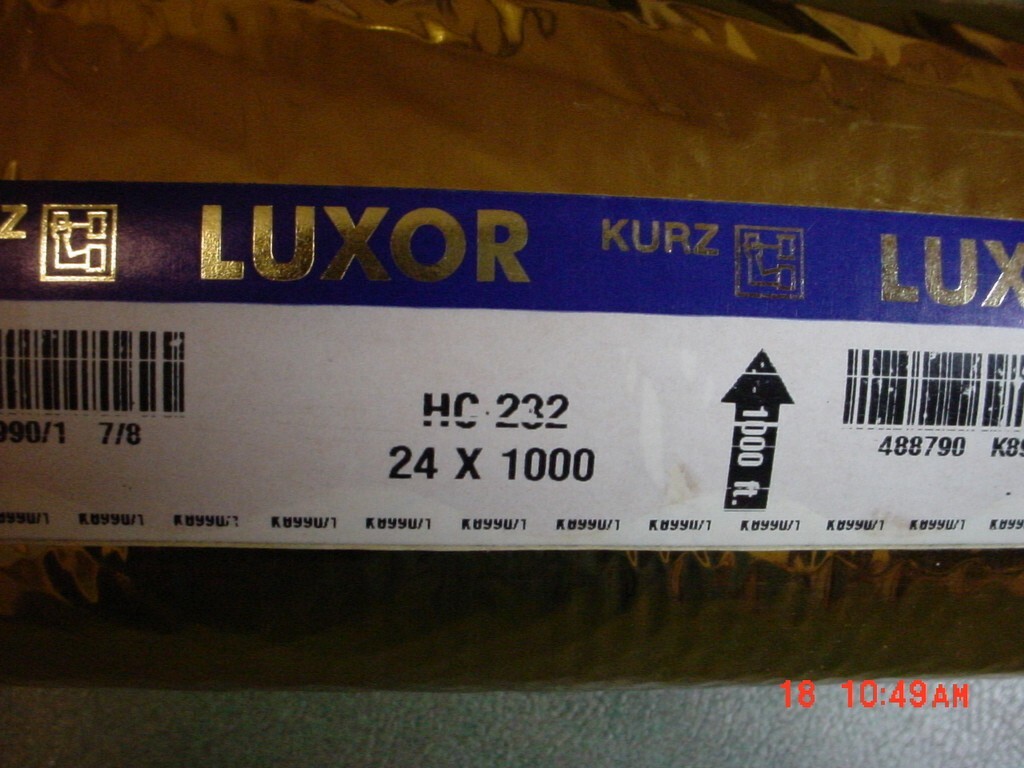 Z LUXOR KURZ LUX
HC 232
24 X 1000
1000 ft.
990/1 7/8
488790 K89
K8990/1 K8990/1 K8990/1 K8990/1 K8990/1 K8990/1 K8990/1 K8990/1 K8990/1 K8990/1
18 10:49AM